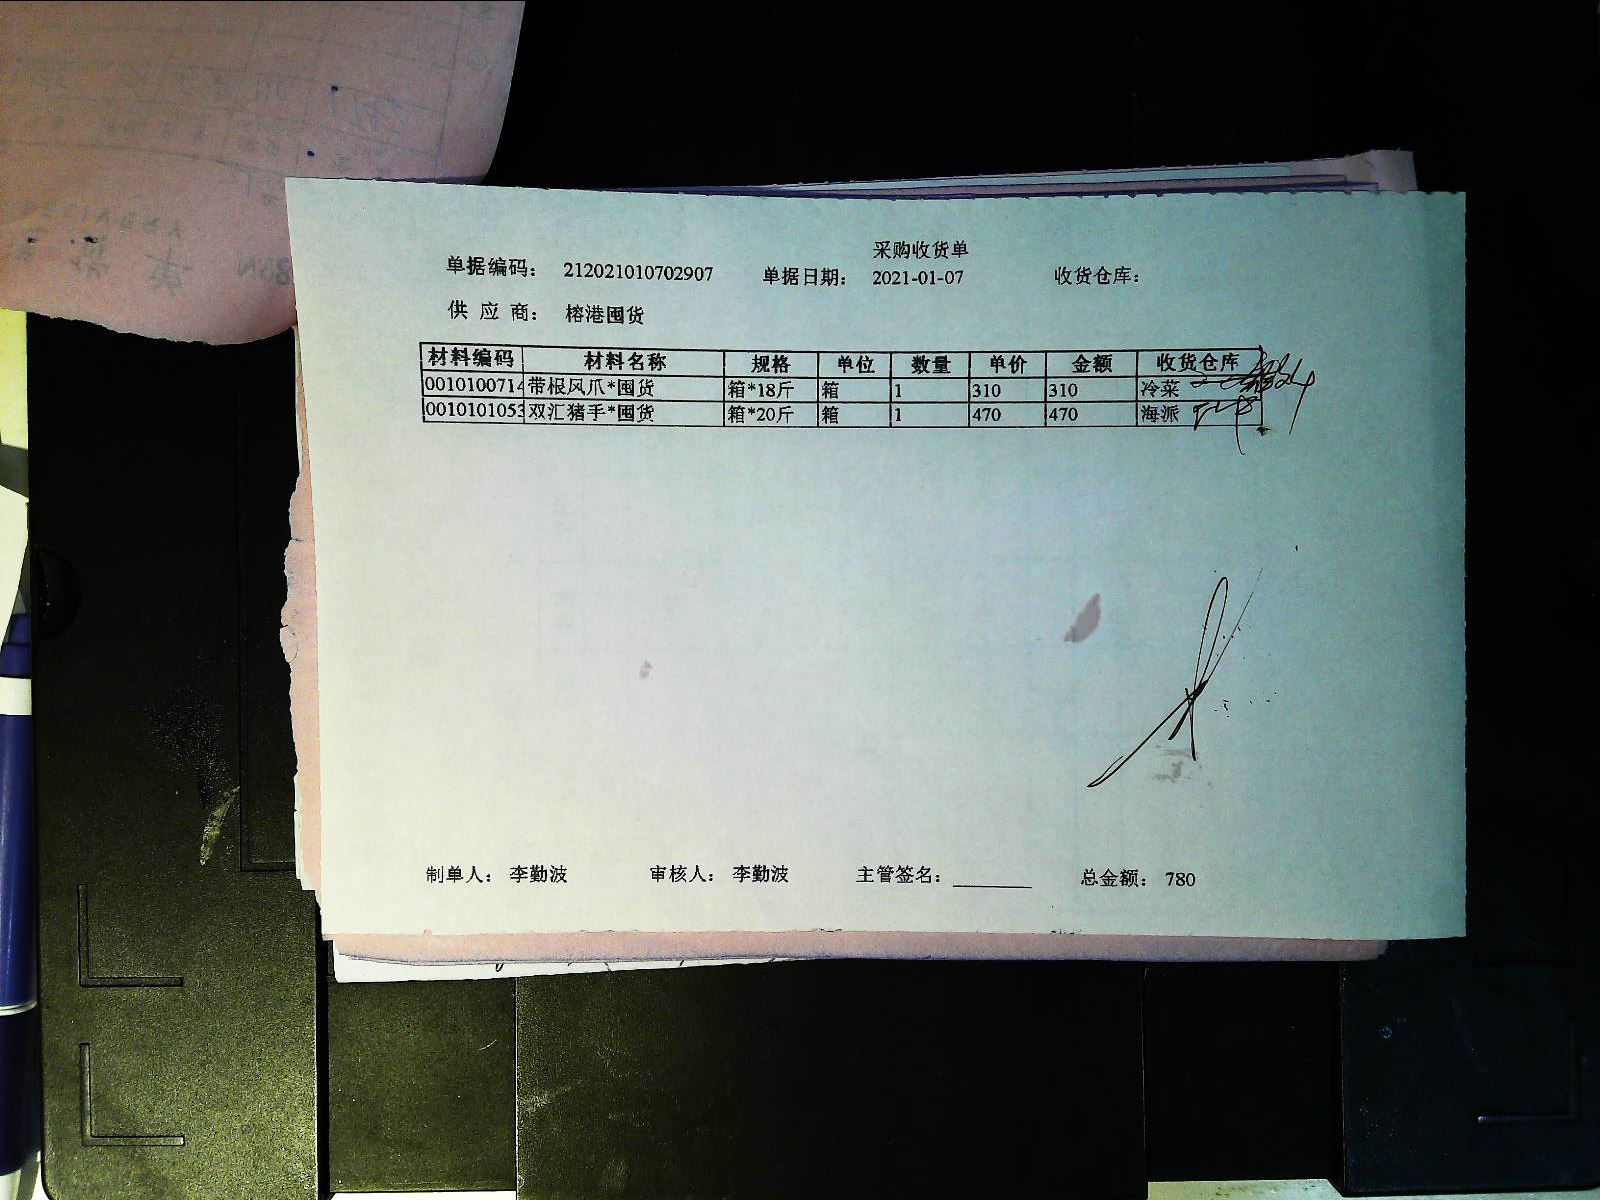 采购收货单
单据编码： 212021010702907 单据日期： 2021-01-07 收货仓库：
供 应 商： 榕港囤货
材料编码 材料名称 规格 单位 数量 单价 金额 收货仓库
0010100714 带根凤爪*囤货 箱*18斤 箱 1 310 310 冷菜
0010101053 双汇猪手*囤货 箱*20斤 箱 1 470 470 海派
制单人： 李勤波 审核人： 李勤波 主管签名： 总金额： 780